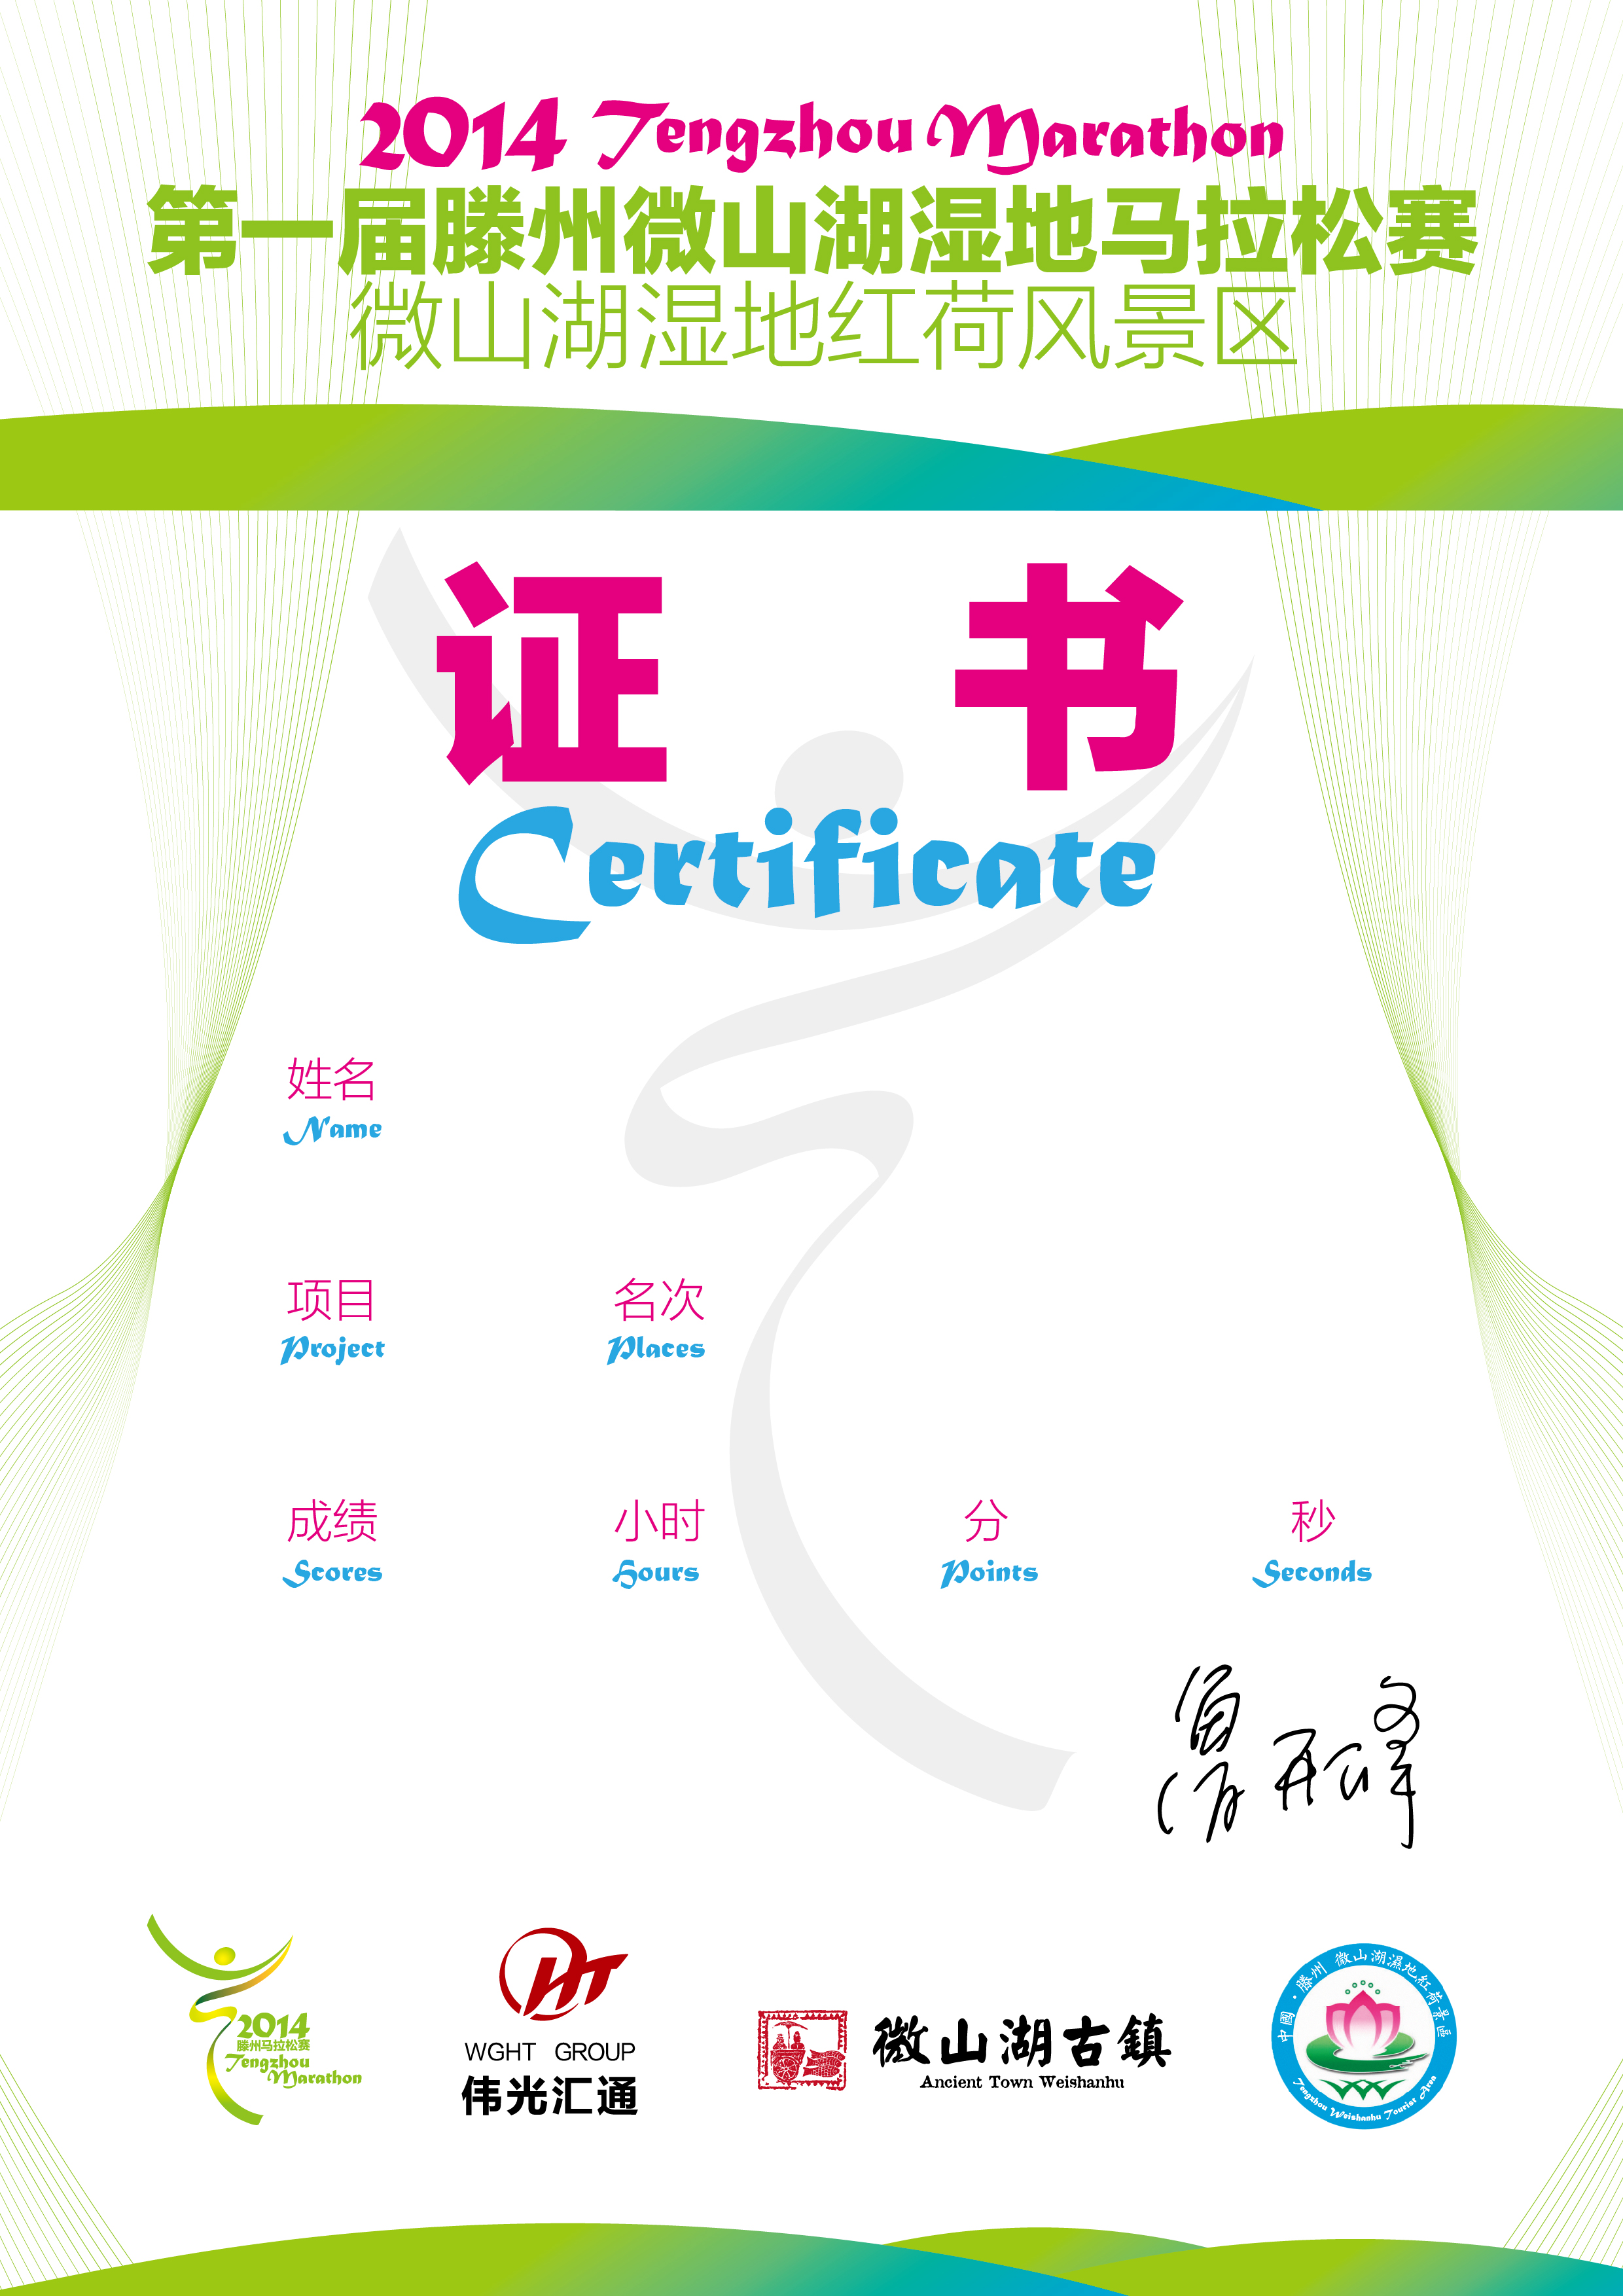 2014 Tengzhou Marathon
第一届滕州微山湖湿地马拉松赛
微山湖湿地红荷风景区
证 书
Certificate
姓名
Name
项目 名次
Project Places
成绩 小时 分 秒
Scores Hours Points Seconds
2014
滕州马拉松赛
Tengzhou
Marathon
WGHT GROUP
伟光汇通
微山湖古鎮
Ancient Town Weishanhu
中國·滕州 微山湖濕地紅荷景區
Tengzhou Weishanhu Tourist Area